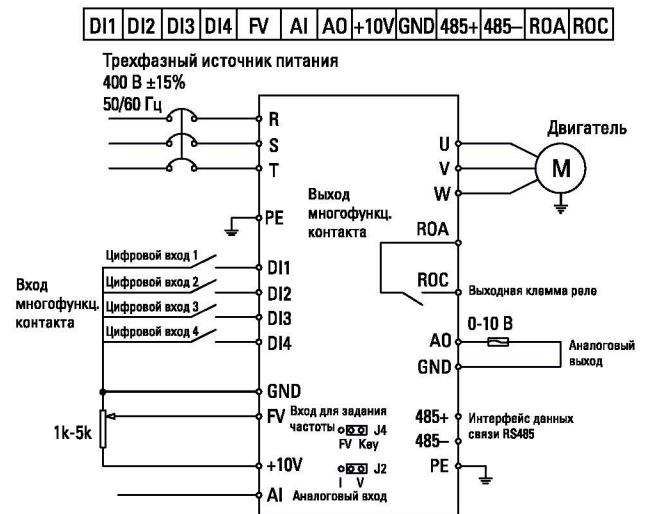 DI1 DI2 DI3 DI4 FV AI AO +10V GND 485+ 485– ROA ROC
Трехфазный источник питания
400 В ±15%
50/60 Гц
R
S
T
PE
U
V
W
Двигатель
M
Выход
многофункц.
контакта
ROA
ROC
Выходная клемма реле
Вход
многофункц.
контакта
Цифровой вход 1
DI1
Цифровой вход 2
DI2
Цифровой вход 3
DI3
Цифровой вход 4
DI4
0-10 В
AO
GND
Аналоговый
выход
GND
1k-5k
FV
Вход для задания
частоты
J4
FV Key
485+
485–
Интерфейс данных
связи RS485
+10V
J2
I V
PE
AI
Аналоговый вход